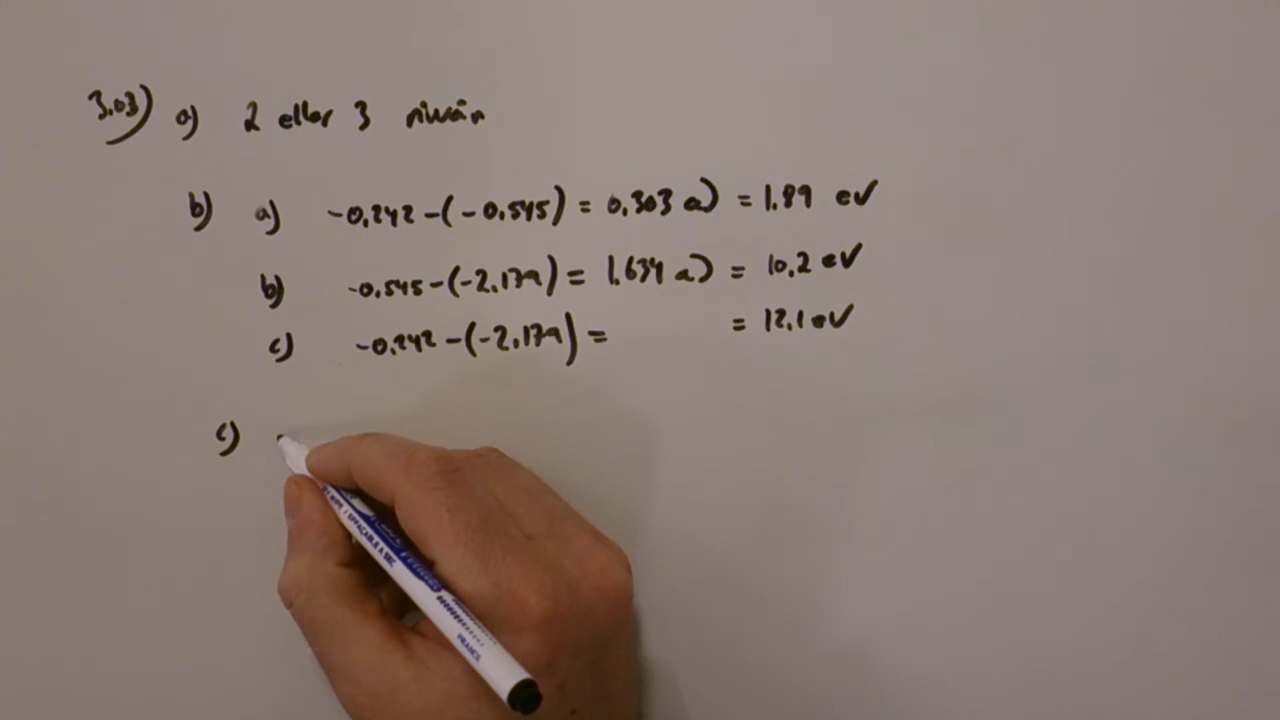 3.03) a) 2 eller 3 nivåer
b) a) -0.242-(-0.545) = 0.303 aJ = 1.89 eV
b) -0.545-(-2.179) = 1.634 aJ = 10.2 eV
c) -0.242-(-2.179) = = 12.1 eV
c)
FRANCE